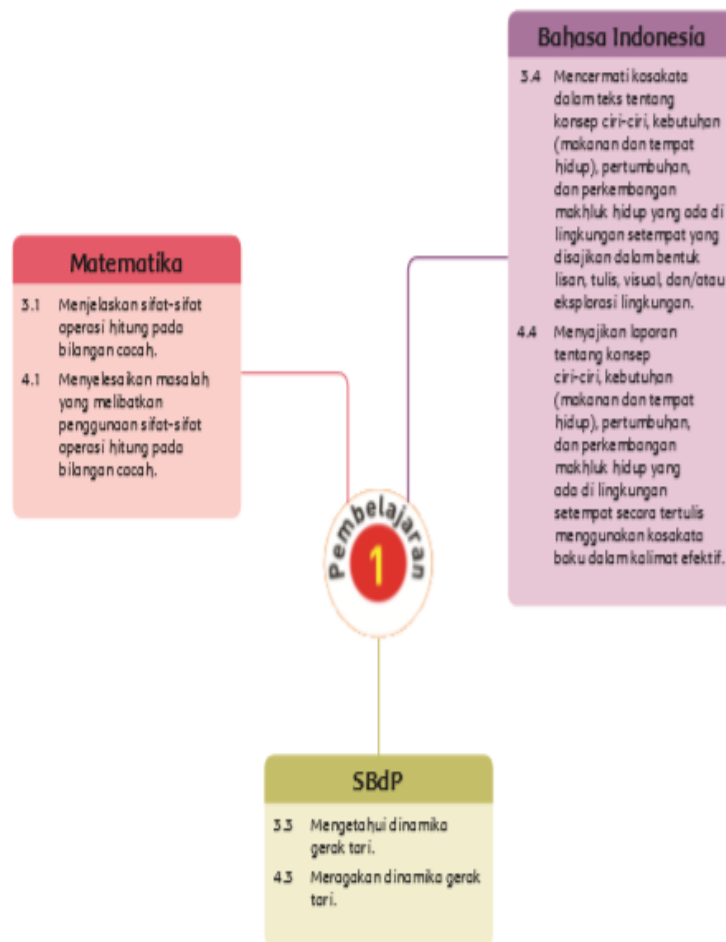 Bahasa Indonesia
3.4 Mencermati kosakata
dalam teks tentang
konsep ciri-ciri, kebutuhan
(makanan dan tempat
hidup), pertumbuhan,
dan perkembangan
makhluk hidup yang ada di
lingkungan setempat yang
disajikan dalam bentuk
lisan, tulis, visual, dan/atau
eksplorasi lingkungan.
4.4 Menyajikan laporan
tentang konsep
ciri-ciri, kebutuhan
(makanan dan tempat
hidup), pertumbuhan,
dan perkembangan
makhluk hidup yang
ada di lingkungan
setempat secara tertulis
menggunakan kosakata
baku dalam kalimat efektif.
Matematika
3.1 Menjelaskan sifat-sifat
operasi hitung pada
bilangan cacah.
4.1 Menyelesaikan masalah
yang melibatkan
penggunaan sifat-sifat
operasi hitung pada
bilangan cacah.
Pembelajaran
1
SBdP
3.3 Mengetahui dinamika
gerak tari.
4.3 Meragakan dinamika gerak
tari.